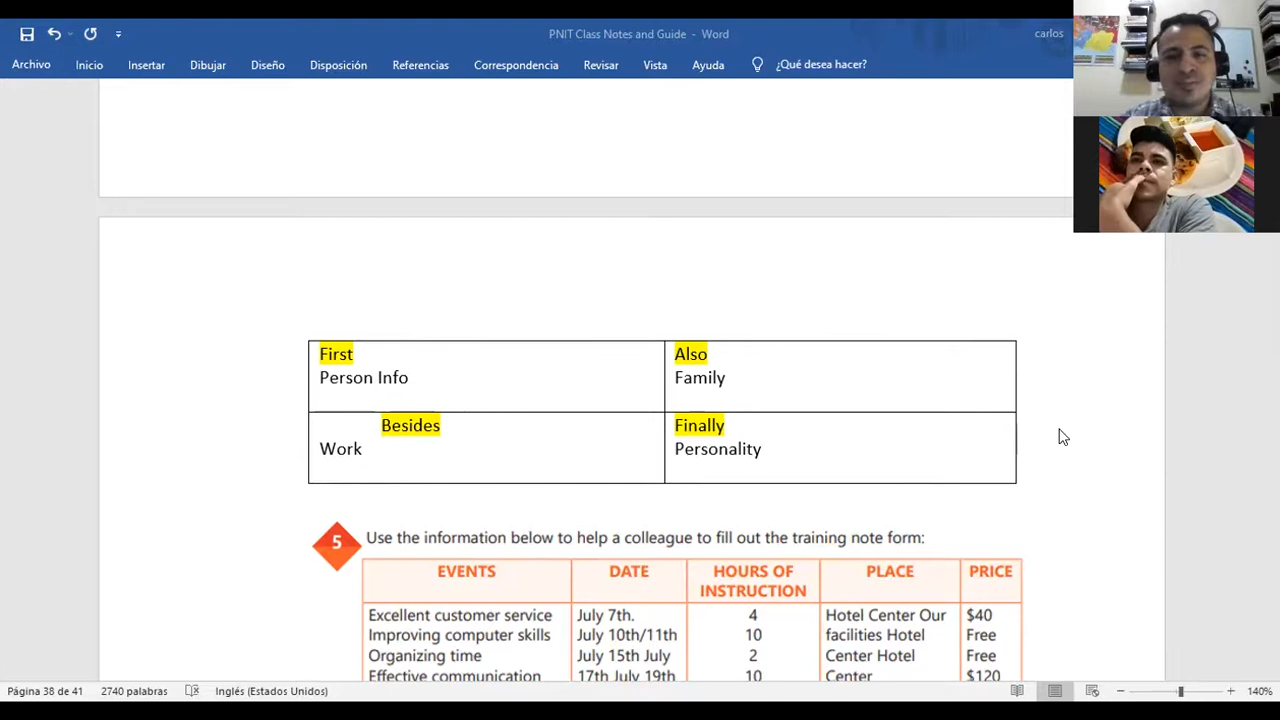 PNIT Class Notes and Guide - Word
carlos
Archivo Inicio Insertar Dibujar Diseño Disposición Referencias Correspondencia Revisar Vista Ayuda ¿Qué desea hacer?
First
Person Info
Also
Family
Besides
Work
Finally
Personality
5 Use the information below to help a colleague to fill out the training note form:
EVENTS DATE HOURS OF INSTRUCTION PLACE PRICE
Excellent customer service July 7th. 4 Hotel Center Our $40
Improving computer skills July 10th/11th 10 facilities Hotel Free
Organizing time July 15th July 2 Center Hotel Free
Effective communication 17th July 19th 10 Center $120
Página 38 de 41 2740 palabras Inglés (Estados Unidos) 140%